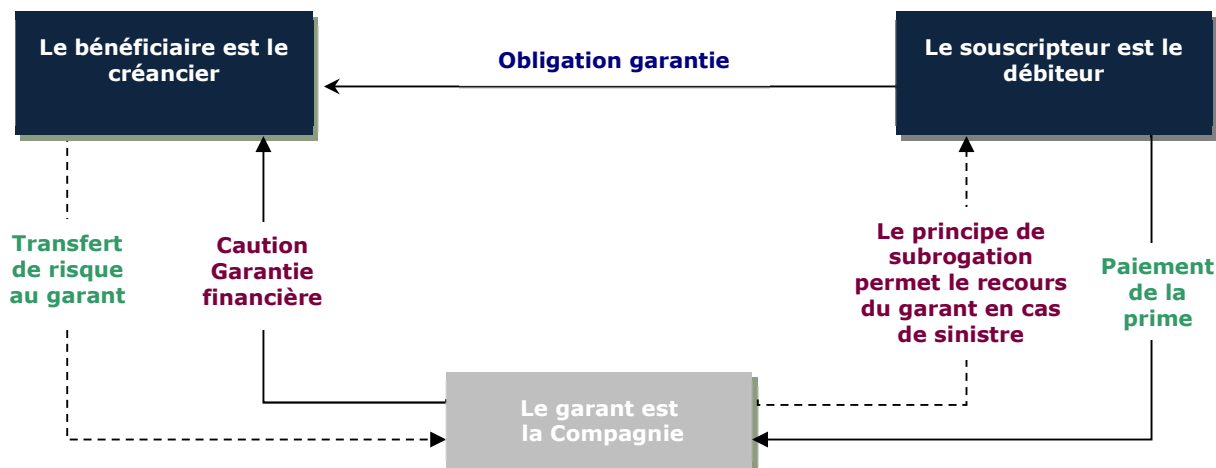 Le bénéficiaire est le
créancier
Obligation garantie
Le souscripteur est le
débiteur
Transfert
de risque
au garant
Caution
Garantie
financière
Le principe de
subrogation
permet le recours
du garant en cas
de sinistre
Paiement
de la
prime
Le garant est
la Compagnie